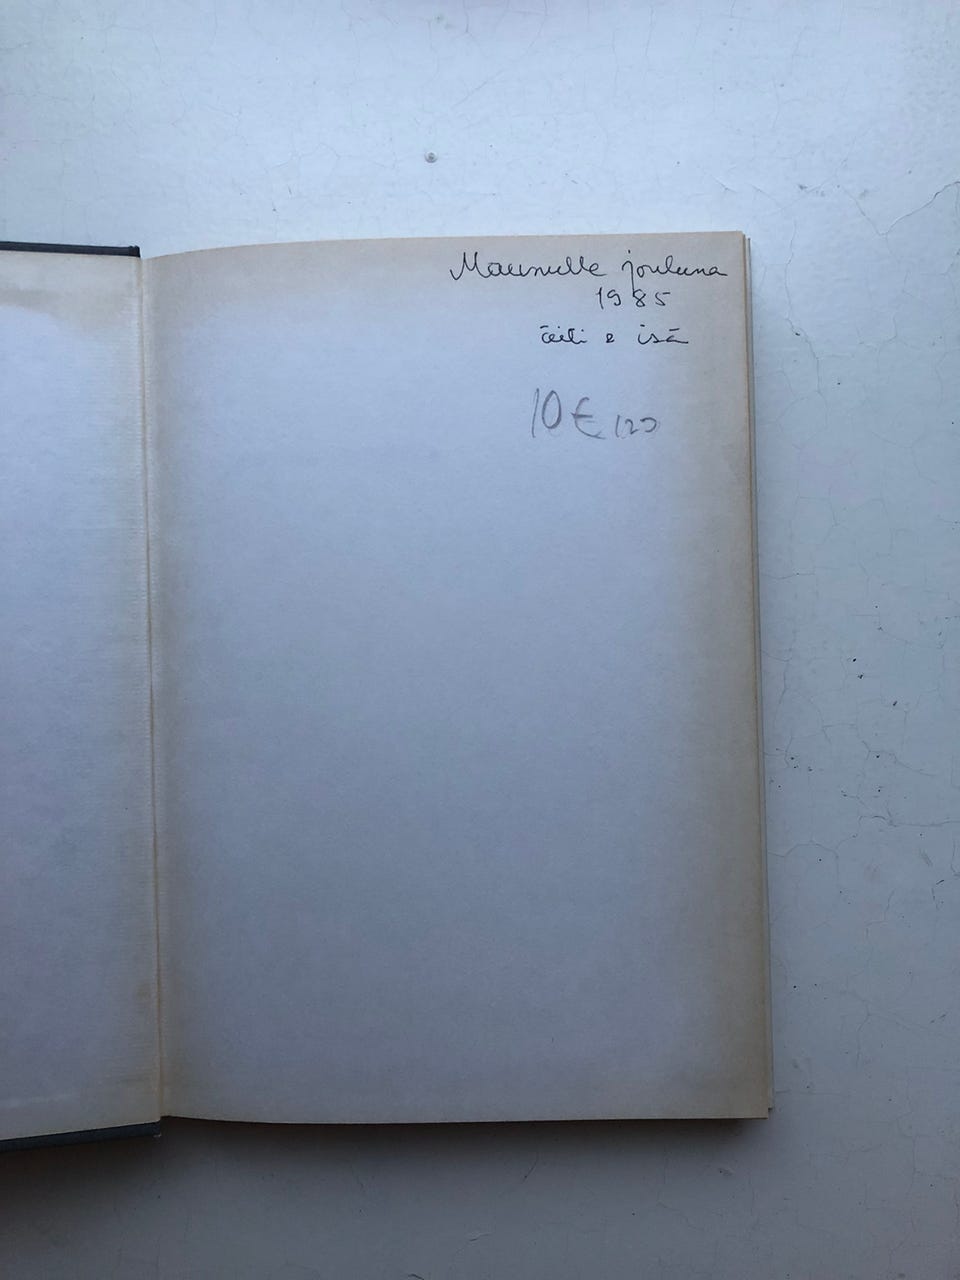 Maunulle jouluna
1985
äiti & isä
10€ 120